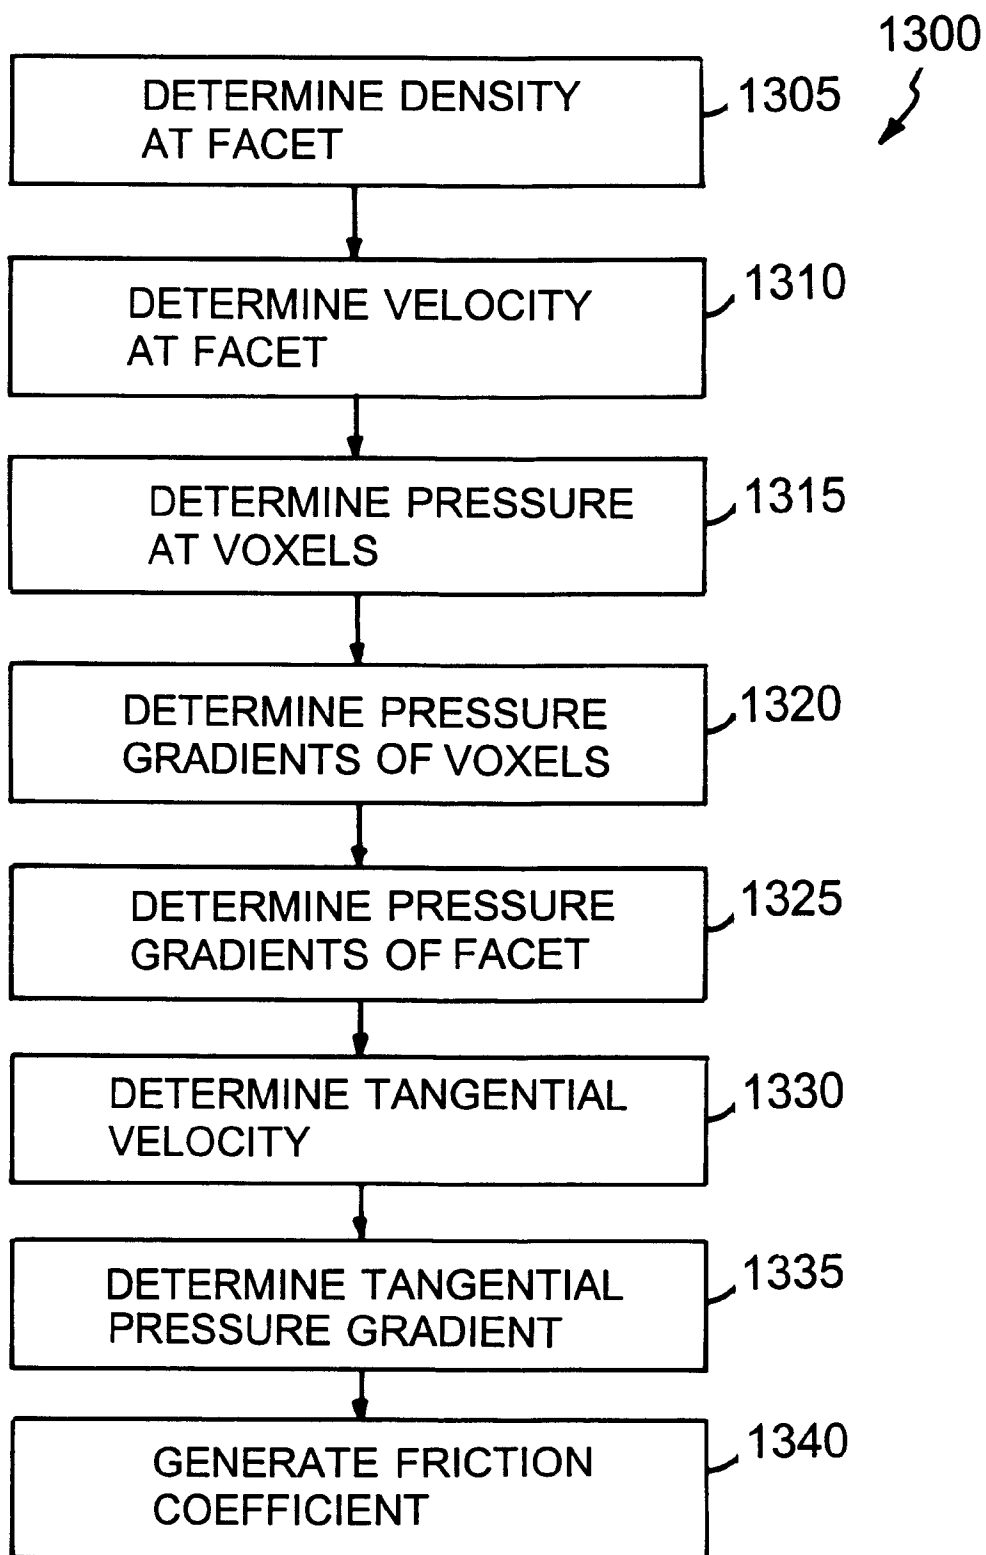 1300
DETERMINE DENSITY
AT FACET
1305
DETERMINE VELOCITY
AT FACET
1310
DETERMINE PRESSURE
AT VOXELS
1315
DETERMINE PRESSURE
GRADIENTS OF VOXELS
1320
DETERMINE PRESSURE
GRADIENTS OF FACET
1325
DETERMINE TANGENTIAL
VELOCITY
1330
DETERMINE TANGENTIAL
PRESSURE GRADIENT
1335
GENERATE FRICTION
COEFFICIENT
1340